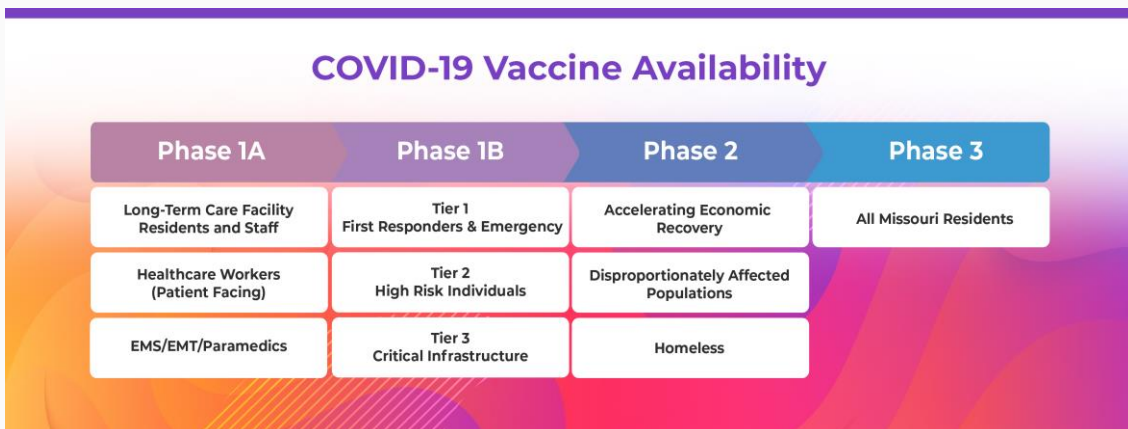 COVID-19 Vaccine Availability
Phase 1A
Phase 1B
Phase 2
Phase 3
Long-Term Care Facility
Residents and Staff
Tier 1
First Responders & Emergency
Accelerating Economic
Recovery
All Missouri Residents
Healthcare Workers
(Patient Facing)
Tier 2
High Risk Individuals
Disproportionately Affected
Populations
EMS/EMT/Paramedics
Tier 3
Critical Infrastructure
Homeless